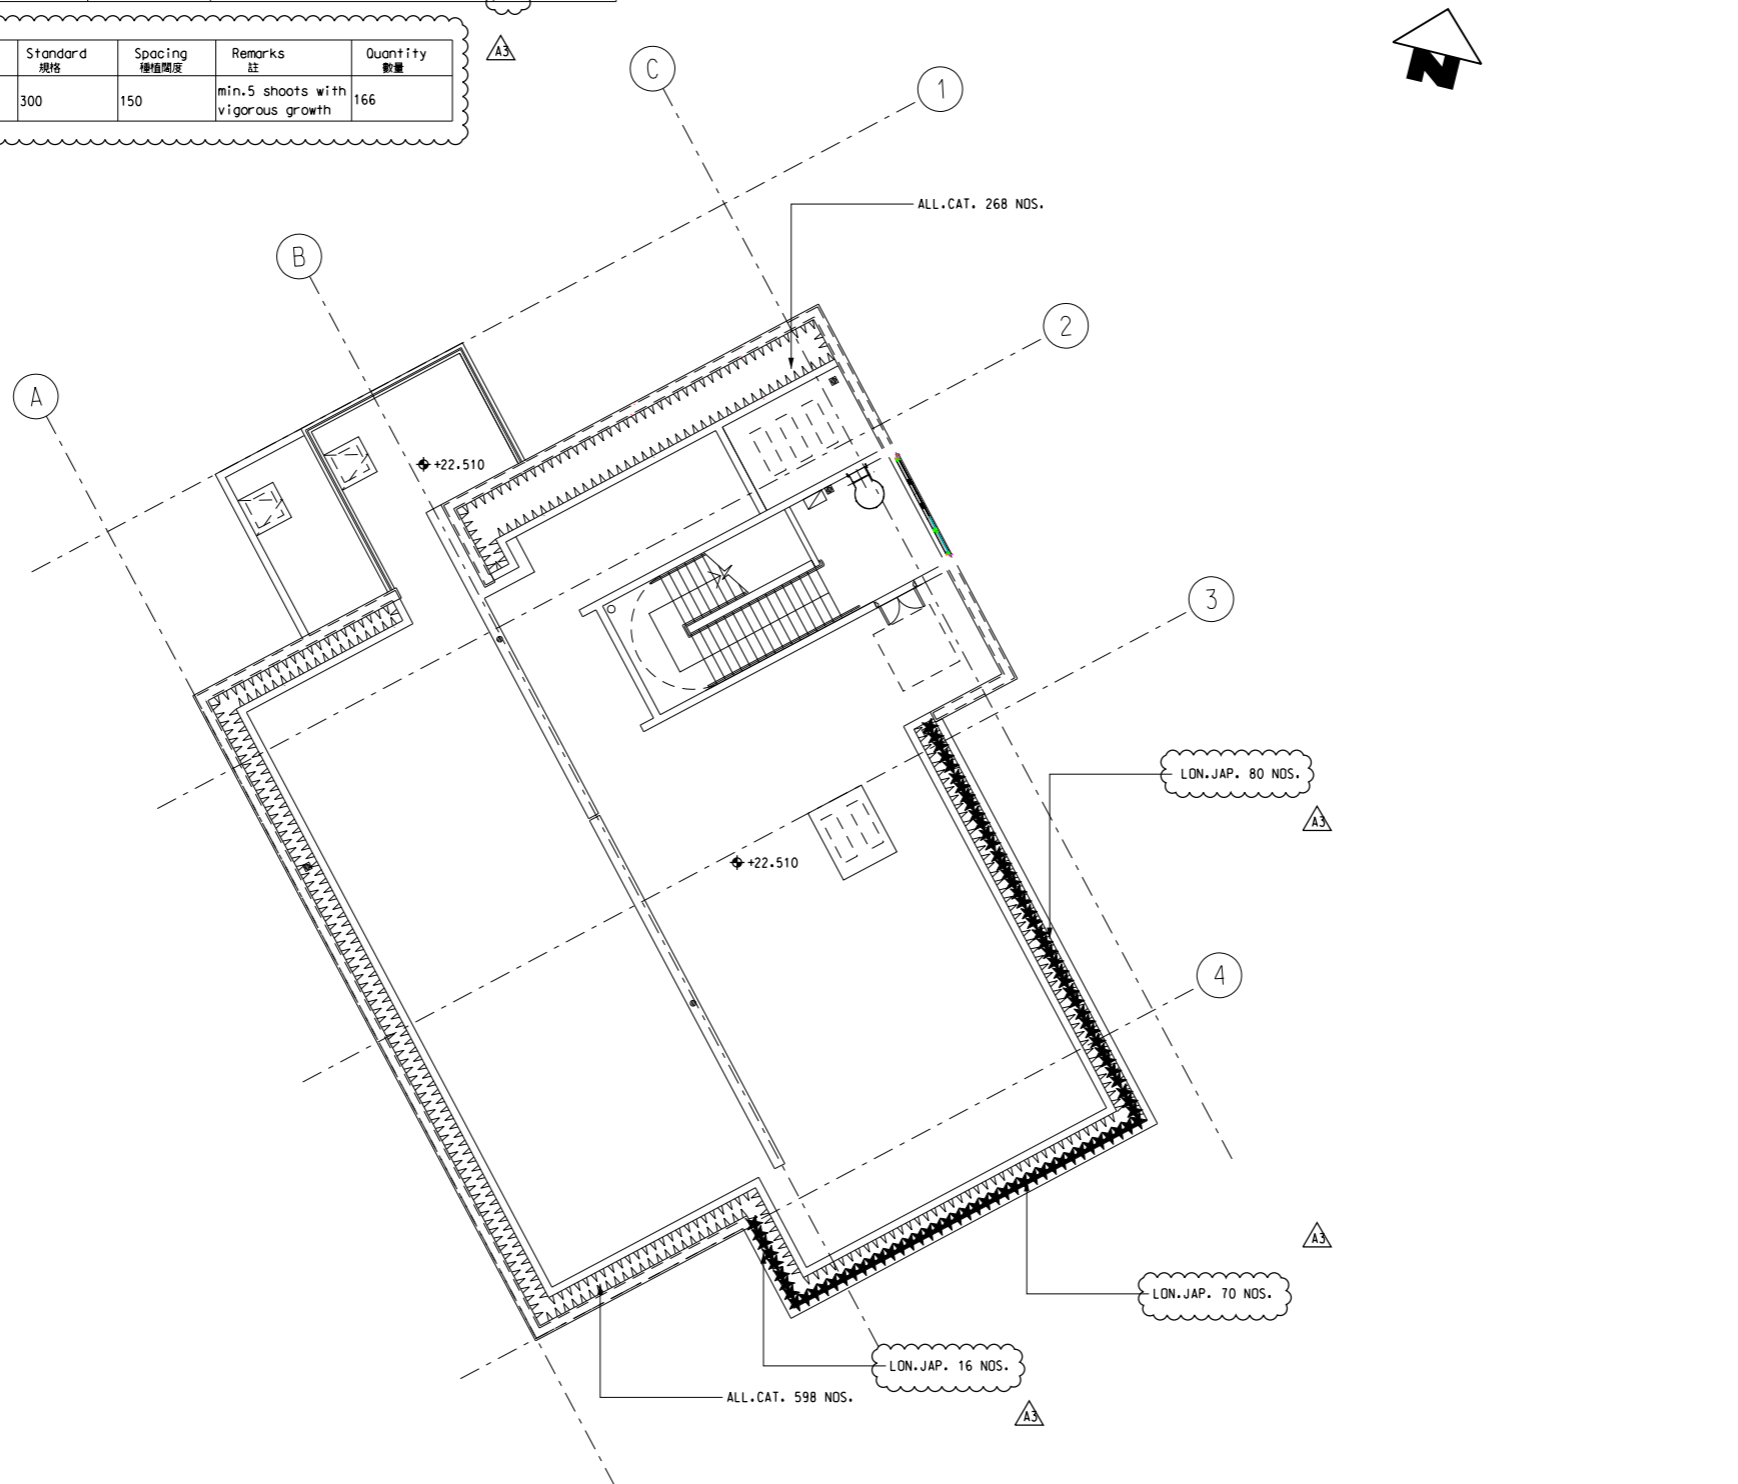 Standard Spacing Remarks Quantity
規格 種植闊度 註 數量
300 150 min.5 shoots with vigorous growth 166
A3
N
C
1
ALL.CAT. 268 NOS.
B
2
A
+22.510
3
LON.JAP. 80 NOS.
A3
+22.510
4
A3
LON.JAP. 70 NOS.
LON.JAP. 16 NOS.
ALL.CAT. 598 NOS.
A3